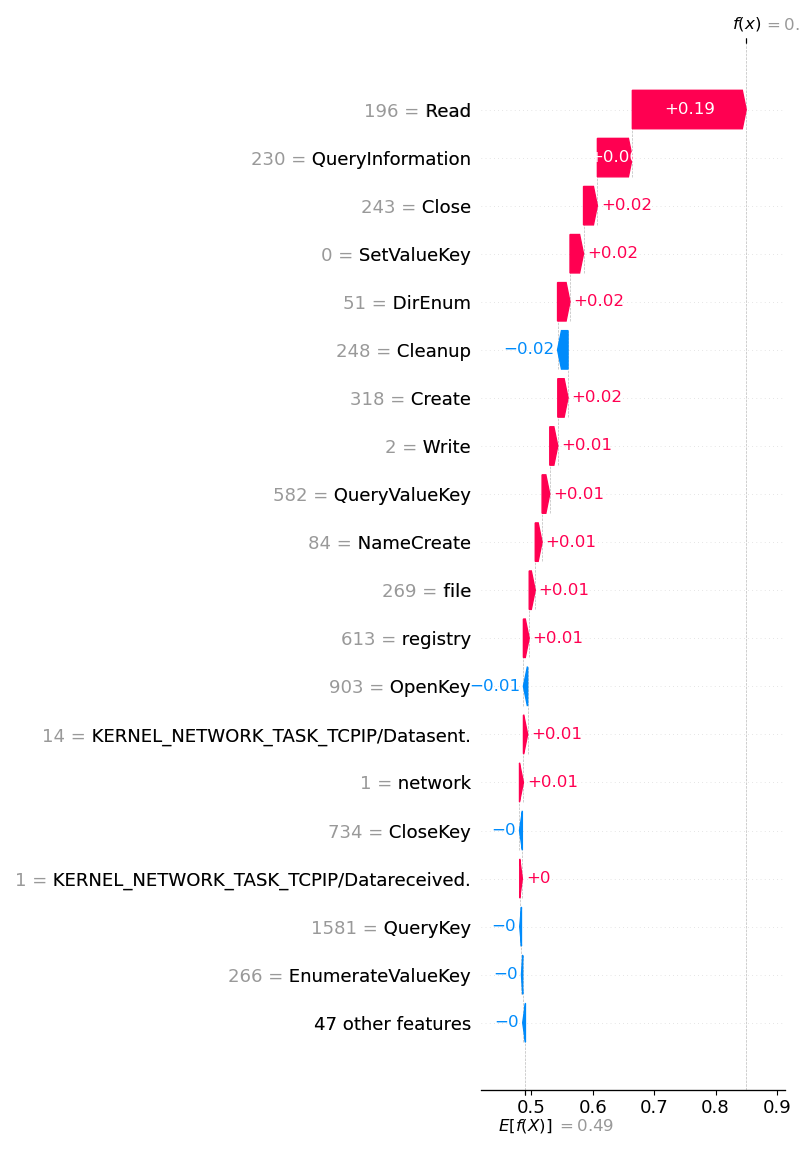 f(x) = 0.
196 = Read +0.19
230 = QueryInformation
243 = Close +0.02
0 = SetValueKey +0.02
51 = DirEnum +0.02
248 = Cleanup −0.02
318 = Create +0.02
2 = Write +0.01
582 = QueryValueKey +0.01
84 = NameCreate +0.01
269 = file +0.01
613 = registry +0.01
903 = OpenKey −0.01
14 = KERNEL_NETWORK_TASK_TCPIP/Datasent. +0.01
1 = network +0.01
734 = CloseKey −0
1 = KERNEL_NETWORK_TASK_TCPIP/Datareceived. +0
1581 = QueryKey −0
266 = EnumerateValueKey −0
47 other features −0
0.5 0.6 0.7 0.8 0.9
E[f(X)] = 0.49